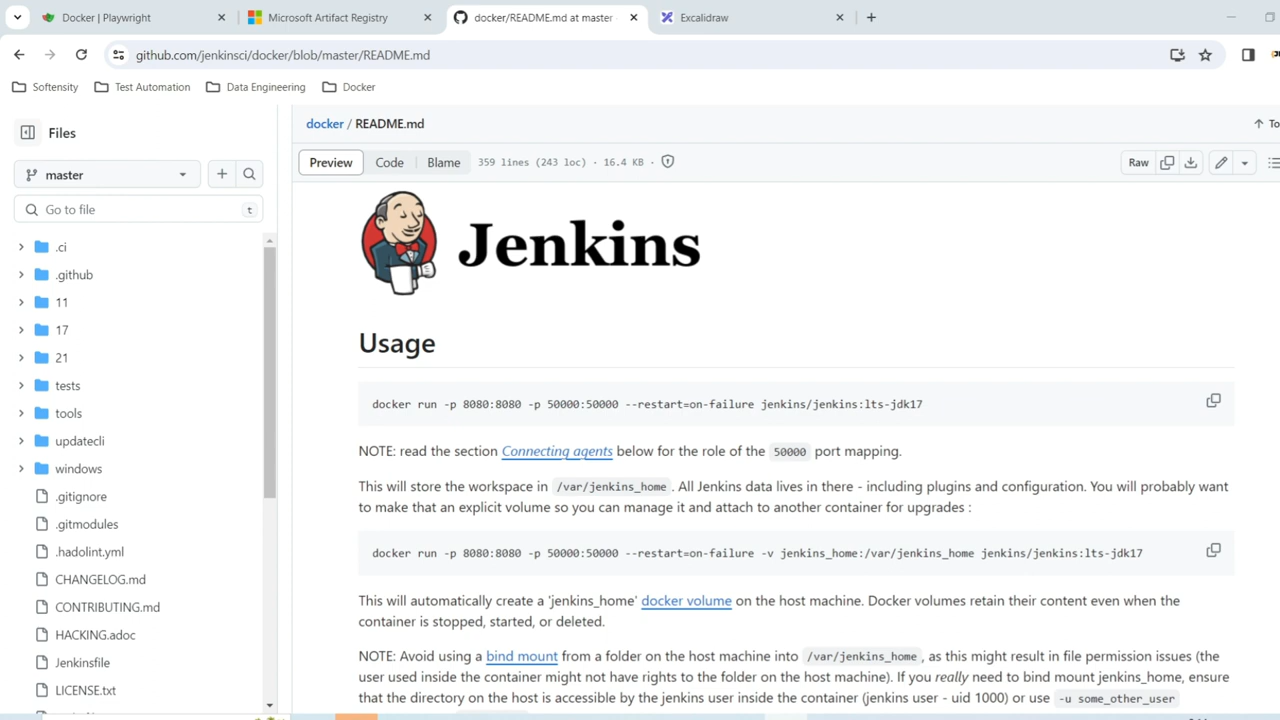 Docker | Playwright
Microsoft Artifact Registry
docker/README.md at master
Excalidraw
github.com/jenkinsci/docker/blob/master/README.md
Softensity
Test Automation
Data Engineering
Docker
Files
docker / README.md
To
master
Preview
Code
Blame
359 lines (243 loc) · 16.4 KB
Raw
Go to file
t
.ci
.github
11
17
21
tests
tools
updatecli
windows
.gitignore
.gitmodules
.hadolint.yml
CHANGELOG.md
CONTRIBUTING.md
HACKING.adoc
Jenkinsfile
LICENSE.txt
Jenkins
Usage
docker run -p 8080:8080 -p 50000:50000 --restart=on-failure jenkins/jenkins:lts-jdk17
NOTE: read the section Connecting agents below for the role of the 50000 port mapping.
This will store the workspace in /var/jenkins_home. All Jenkins data lives in there - including plugins and configuration. You will probably want
to make that an explicit volume so you can manage it and attach to another container for upgrades :
docker run -p 8080:8080 -p 50000:50000 --restart=on-failure -v jenkins_home:/var/jenkins_home jenkins/jenkins:lts-jdk17
This will automatically create a 'jenkins_home' docker volume on the host machine. Docker volumes retain their content even when the
container is stopped, started, or deleted.
NOTE: Avoid using a bind mount from a folder on the host machine into /var/jenkins_home, as this might result in file permission issues (the
user used inside the container might not have rights to the folder on the host machine). If you really need to bind mount jenkins_home, ensure
that the directory on the host is accessible by the jenkins user inside the container (jenkins user - uid 1000) or use -u some_other_user